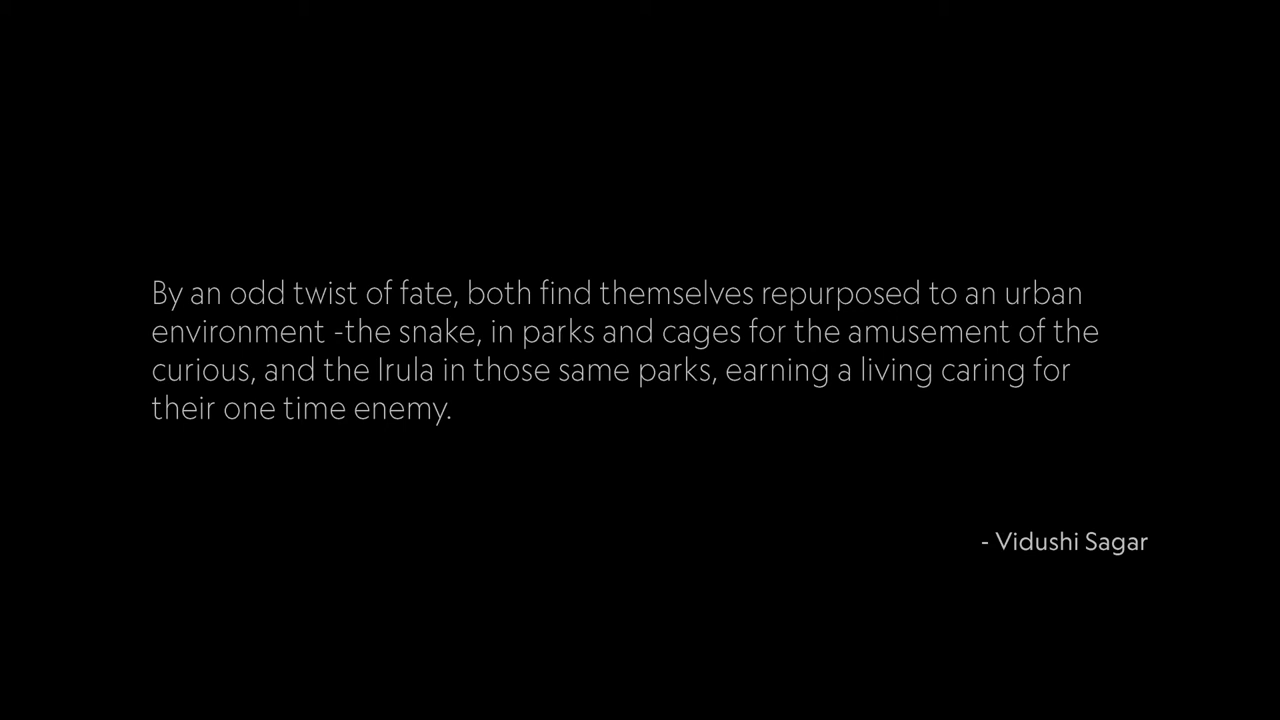 By an odd twist of fate, both find themselves repurposed to an urban
environment -the snake, in parks and cages for the amusement of the
curious, and the Irula in those same parks, earning a living caring for
their one time enemy.
- Vidushi Sagar